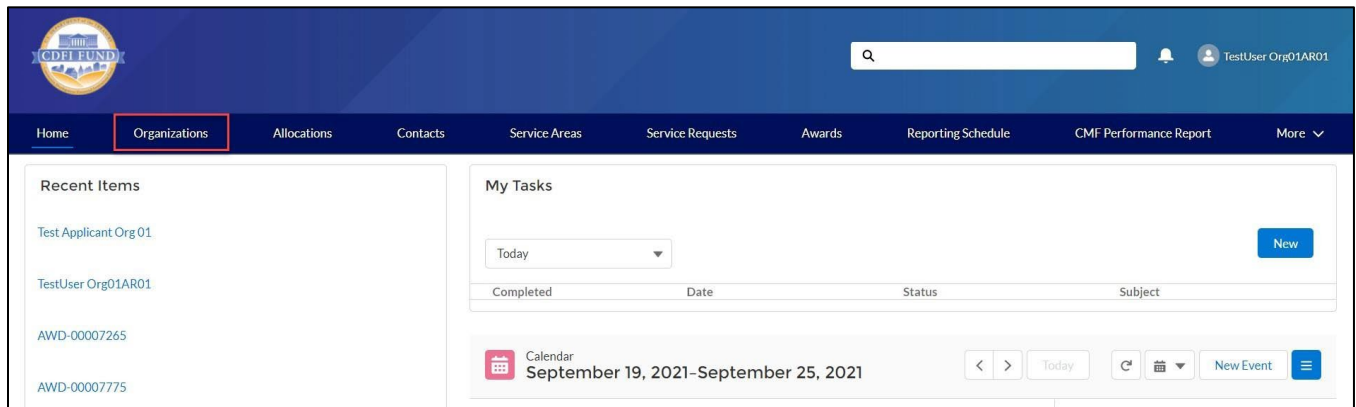 CDFI FUND
TestUser Org01AR01
Home Organizations Allocations Contacts Service Areas Service Requests Awards Reporting Schedule CMF Performance Report More
Recent Items
Test Applicant Org 01
TestUser Org01AR01
AWD-00007265
AWD-00007775
My Tasks
Today
New
Completed Date Status Subject
Calendar
September 19, 2021–September 25, 2021
Today
New Event